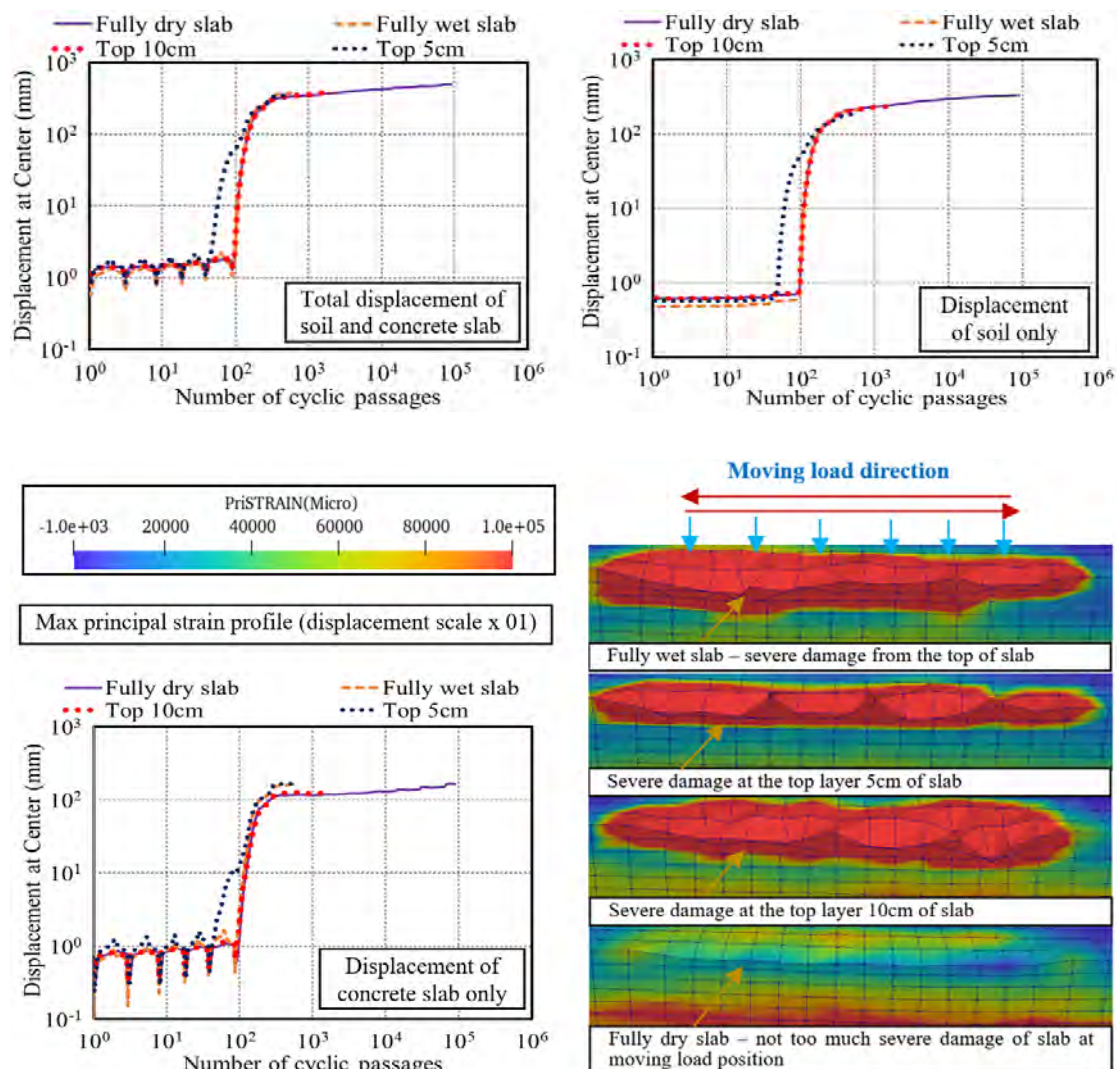 Fully dry slab
Fully wet slab
Top 10cm
Top 5cm
Displacement at Center (mm)
10³
10²
10¹
10⁰
10⁻¹
Total displacement of
soil and concrete slab
10⁰ 10¹ 10² 10³ 10⁴ 10⁵ 10⁶
Number of cyclic passages
Fully dry slab
Fully wet slab
Top 10cm
Top 5cm
Displacement at Center (mm)
10³
10²
10¹
10⁰
10⁻¹
Displacement
of soil only
10⁰ 10¹ 10² 10³ 10⁴ 10⁵ 10⁶
Number of cyclic passages
PriSTRAIN(Micro)
-1.0e+03 20000 40000 60000 80000 1.0e+05
Max principal strain profile (displacement scale x 01)
Fully dry slab
Fully wet slab
Top 10cm
Top 5cm
Displacement at Center (mm)
10³
10²
10¹
10⁰
10⁻¹
Displacement of
concrete slab only
10⁰ 10¹ 10² 10³ 10⁴ 10⁵ 10⁶
Number of cyclic passages
Moving load direction
Fully wet slab – severe damage from the top of slab
Severe damage at the top layer 5cm of slab
Severe damage at the top layer 10cm of slab
Fully dry slab – not too much severe damage of slab at
moving load position